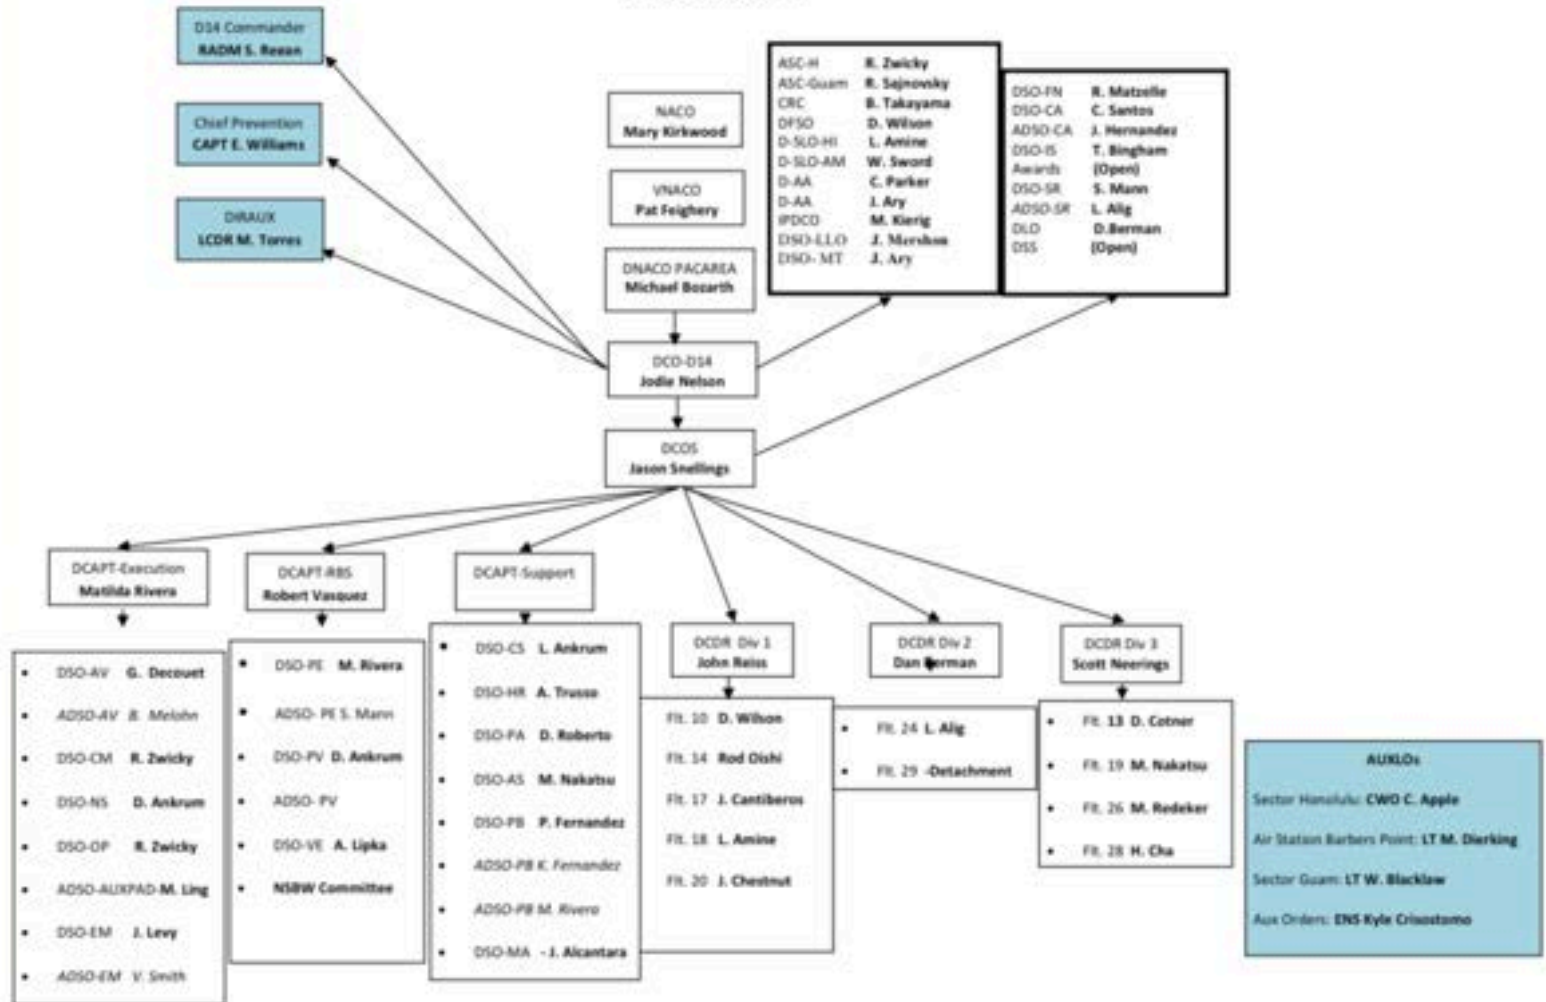 D14 Commander
RADM S. Regan
Chief Prevention
CAPT E. Williams
DIRAUX
LCDR M. Torres
NACO
Mary Kirkwood
VNACO
Pat Feighery
DNACO PACAREA
Michael Bozarth
DCO-D14
Jodie Nelson
DCOS
Jason Snellings
ASC-H R. Zwicky
ASC-Guam R. Sajnovsky
CRC B. Takayama
DFSO D. Wilson
D-SLO-HI L. Amine
D-SLO-AM W. Sword
D-AA C. Parker
D-AA J. Ary
IPDCO M. Kierig
DSO-LLO J. Mershon
DSO- MT J. Ary
DSO-FN R. Matzelle
DSO-CA C. Santos
ADSO-CA J. Hernandez
DSO-IS T. Bingham
Awards (Open)
DSO-SR S. Mann
ADSO-SR L. Alig
DLO D.Berman
DSS (Open)
DCAPT-Execution
Matilda Rivera
• DSO-AV G. Decouet
• ADSO-AV B. Melohn
• DSO-CM R. Zwicky
• DSO-NS D. Ankrum
• DSO-OP R. Zwicky
• ADSO-AUXPAD-M. Ling
• DSO-EM J. Levy
• ADSO-EM V. Smith
DCAPT-RBS
Robert Vasquez
• DSO-PE M. Rivera
• ADSO- PE S. Mann
• DSO-PV D. Ankrum
• ADSO- PV
• DSO-VE A. Lipka
• NSBW Committee
DCAPT-Support
• DSO-CS L. Ankrum
• DSO-HR A. Trusso
• DSO-PA D. Roberto
• DSO-AS M. Nakatsu
• DSO-PB P. Fernandez
• ADSO-PB K. Fernandez
• ADSO-PB M. Rivera
• DSO-MA - J. Alcantara
DCDR Div 1
John Reiss
Flt. 10 D. Wilson
Flt. 14 Rod Oishi
Flt. 17 J. Cantiberos
Flt. 18 L. Amine
Flt. 20 J. Chestnut
DCDR Div 2
Dan Berman
• Flt. 24 L. Alig
• Flt. 29 -Detachment
DCDR Div 3
Scott Neerings
• Flt. 13 D. Cotner
• Flt. 19 M. Nakatsu
• Flt. 26 M. Redeker
• Flt. 28 H. Cha
AUXLOs
Sector Honolulu: CWO C. Apple
Air Station Barbers Point: LT M. Dierking
Sector Guam: LT W. Blacklaw
Aux Orders: ENS Kyle Crisostomo